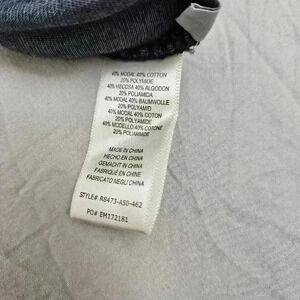 40% MODAL 40% COTTON
20% POLYAMIDE
40% VISCOSA 40% ALGODON
20% POLIAMIDA
40% MODAL 40% BAUMWOLLE
20% POLYAMID
40% MODAL 40% COTON
20% POLYAMIDE
40% MODELLO 40% COTONE
20% POLIAMMIDE
MADE IN CHINA
HECHO EN CHINA
GEMACHT IN CHINA
FABRIQUÉ EN CHINE
FABRICATO NEGLI CHINA
STYLE# R8473-A50-462
PO# EM172181